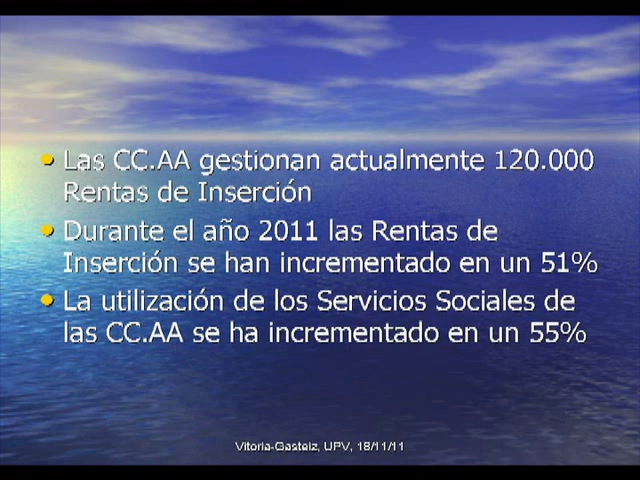 Las CC.AA gestionan actualmente 120.000
Rentas de Inserción
Durante el año 2011 las Rentas de
Inserción se han incrementado en un 51%
La utilización de los Servicios Sociales de
las CC.AA se ha incrementado en un 55%
Vitoria-Gasteiz, UPV, 18/11/11